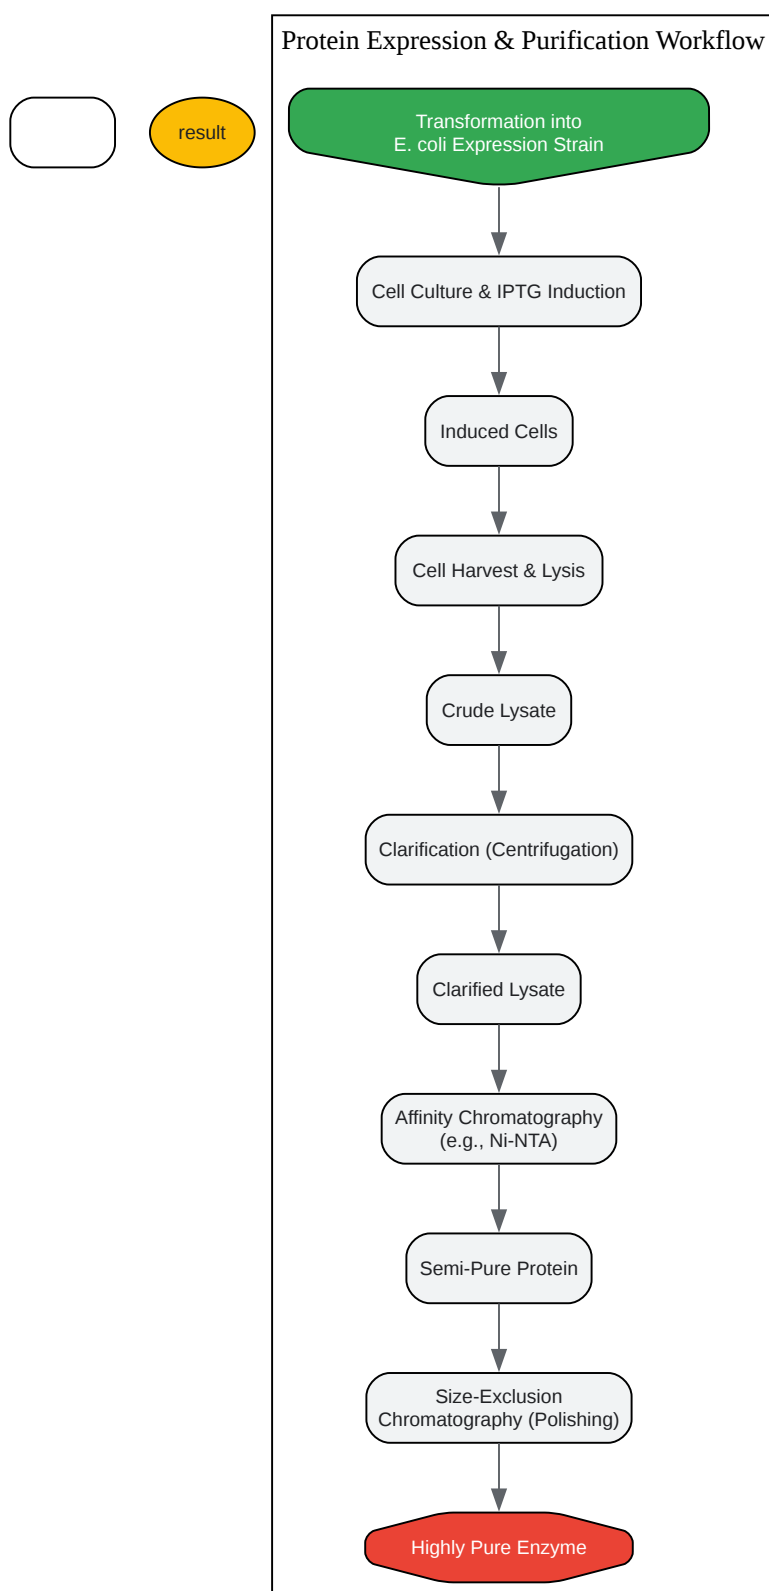 Protein Expression & Purification Workflow
result
Transformation into
E. coli Expression Strain
Cell Culture & IPTG Induction
Induced Cells
Cell Harvest & Lysis
Crude Lysate
Clarification (Centrifugation)
Clarified Lysate
Affinity Chromatography
(e.g., Ni-NTA)
Semi-Pure Protein
Size-Exclusion
Chromatography (Polishing)
Highly Pure Enzyme